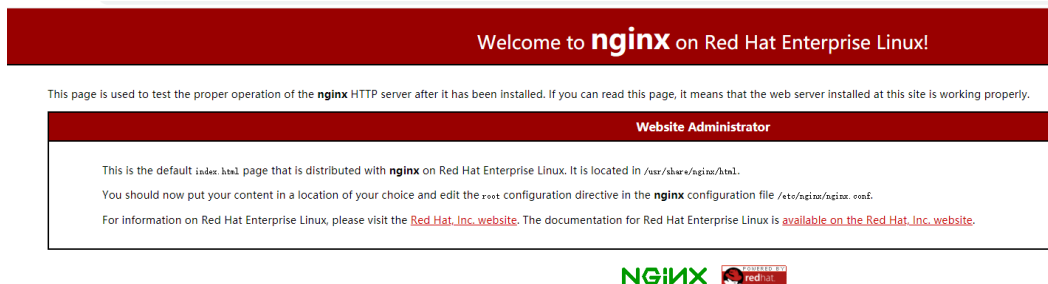 Welcome to nginx on Red Hat Enterprise Linux!
This page is used to test the proper operation of the nginx HTTP server after it has been installed. If you can read this page, it means that the web server installed at this site is working properly.
Website Administrator
This is the default index.html page that is distributed with nginx on Red Hat Enterprise Linux. It is located in /usr/share/nginx/html.
You should now put your content in a location of your choice and edit the root configuration directive in the nginx configuration file /etc/nginx/nginx.conf.
For information on Red Hat Enterprise Linux, please visit the Red Hat, Inc. website. The documentation for Red Hat Enterprise Linux is available on the Red Hat, Inc. website.
NGINX POWERED BY
redhat